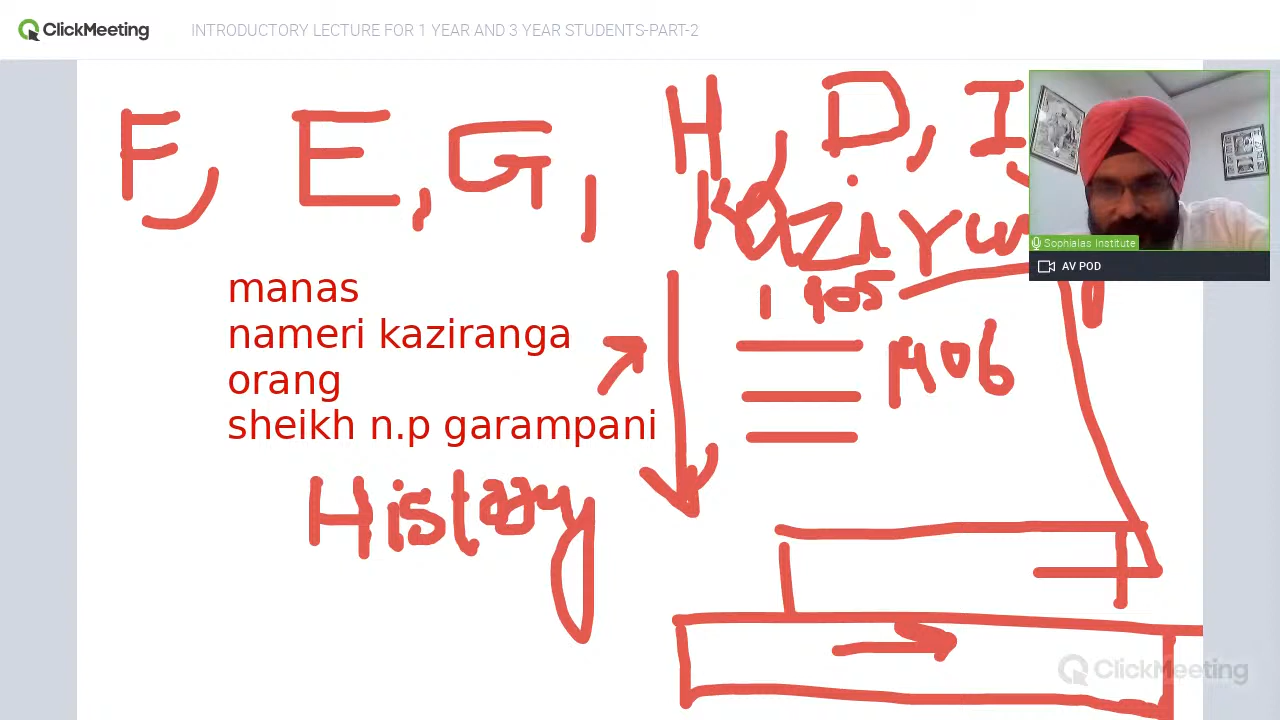 ClickMeeting INTRODUCTORY LECTURE FOR 1 YEAR AND 3 YEAR STUDENTS-PART-2
F, E, G, H, D, I
Sophialas Institute
AV POD
manas
nameri kaziranga
orang
sheikh n.p garampani
1905
1906
History
ClickMeeting